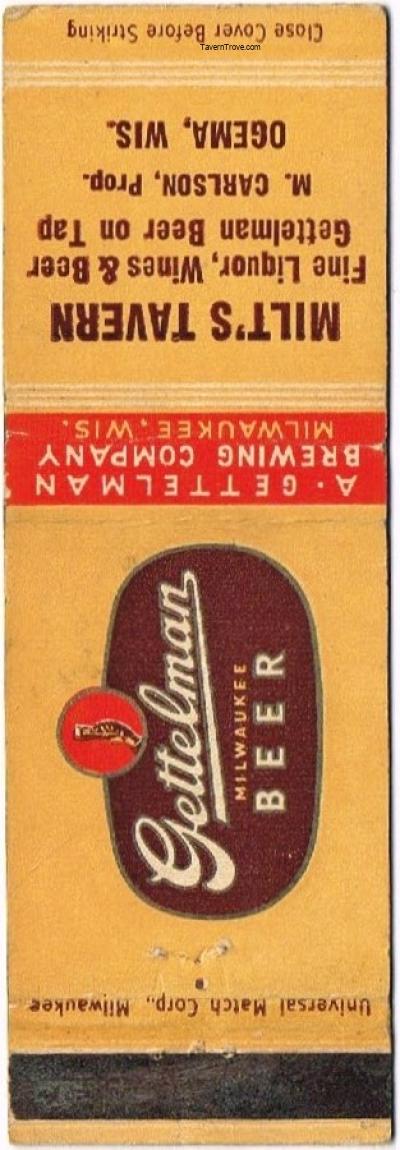 Close Cover Before Striking
TavernTrove.com
MILT'S TAVERN
Fine Liquor, Wines & Beer
Gettelman Beer on Tap
M. CARLSON, Prop.
OGEMA, WIS.
A. GETTELMAN
BREWING COMPANY
MILWAUKEE, WIS.
Gettelman
MILWAUKEE
BEER
Universal Match Corp., Milwaukee